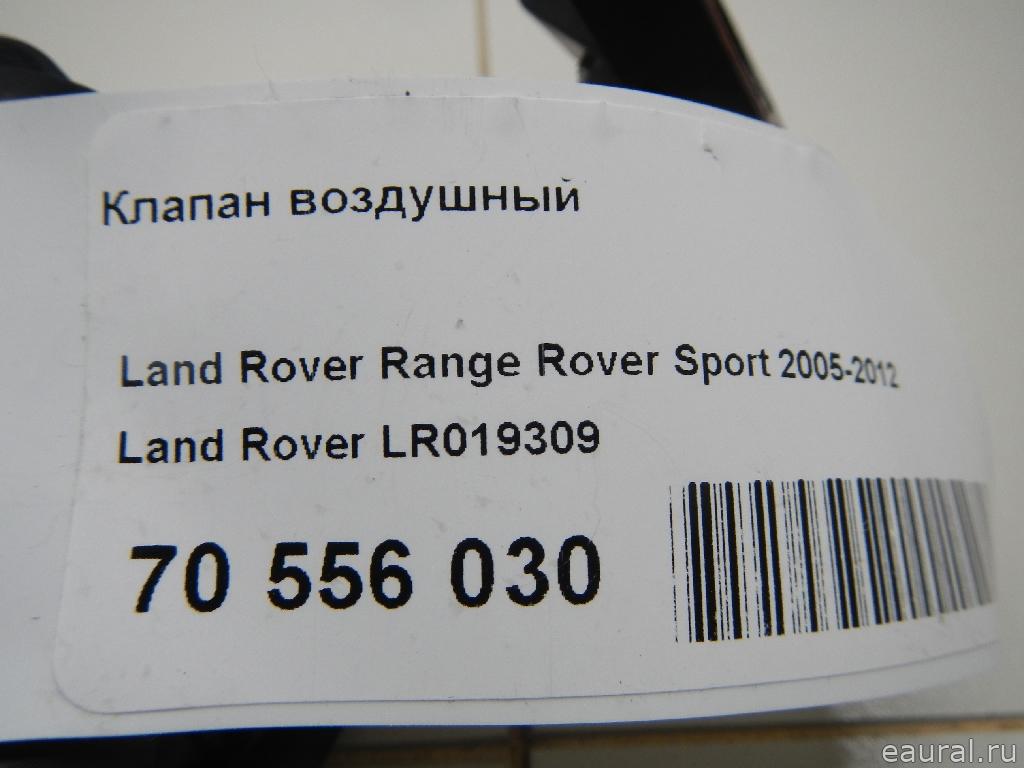 Клапан воздушный
Land Rover Range Rover Sport 2005-2012
Land Rover LR019309
70 556 030
eaural.ru